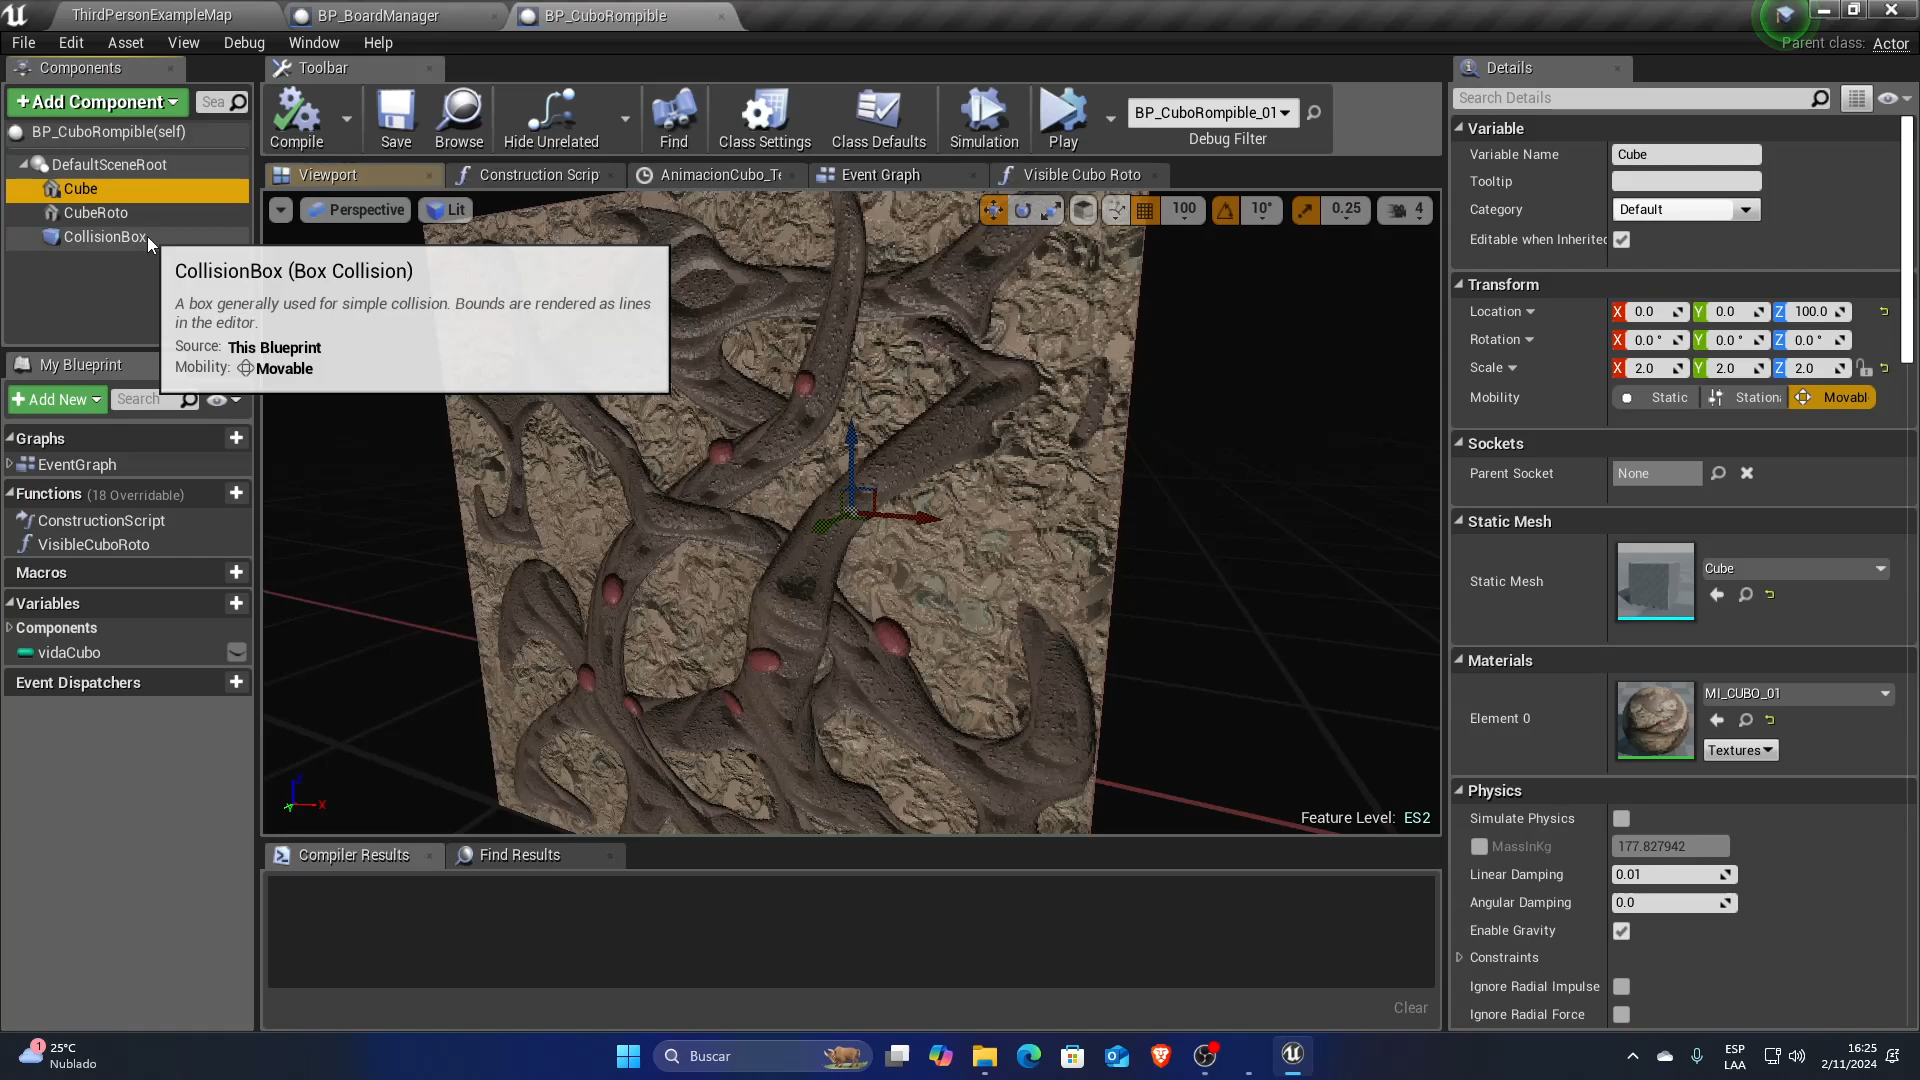 ThirdPersonExampleMap
BP_BoardManager
BP_CuboRompible
File
Edit
Asset
View
Debug
Window
Help
Parent class: Actor
Components
Toolbar
Details
+Add Component
Sea
Search Details
BP_CuboRompible(self)
DefaultSceneRoot
Cube
CubeRoto
CollisionBox
Compile
Save
Browse
Hide Unrelated
Find
Class Settings
Class Defaults
Simulation
Play
BP_CuboRompible_01
Debug Filter
Viewport
Construction Scrip
AnimacionCubo_Te
Event Graph
Visible Cubo Roto
Perspective
Lit
100
10°
0.25
4
CollisionBox (Box Collision)
A box generally used for simple collision. Bounds are rendered as lines
in the editor.
Source: This Blueprint
Mobility: Movable
My Blueprint
+Add New
Search
Graphs
EventGraph
Functions (18 Overridable)
ConstructionScript
VisibleCuboRoto
Macros
Variables
Components
vidaCubo
Event Dispatchers
X
Feature Level: ES2
Compiler Results
Find Results
Clear
Variable
Variable Name
Cube
Tooltip
Category
Default
Editable when Inherited
Transform
Location X 0.0 Y 0.0 Z 100.0
Rotation X 0.0 ° Y 0.0 ° Z 0.0 °
Scale X 2.0 Y 2.0 Z 2.0
Mobility
Static
Station
Movabl
Sockets
Parent Socket
None
Static Mesh
Static Mesh
Cube
Materials
Element 0
MI_CUBO_01
Textures
Physics
Simulate Physics
MassInKg
177.827942
Linear Damping
0.01
Angular Damping
0.0
Enable Gravity
Constraints
Ignore Radial Impulse
Ignore Radial Force
1
25°C
Nublado
Buscar
ESP
LAA
16:25
2/11/2024